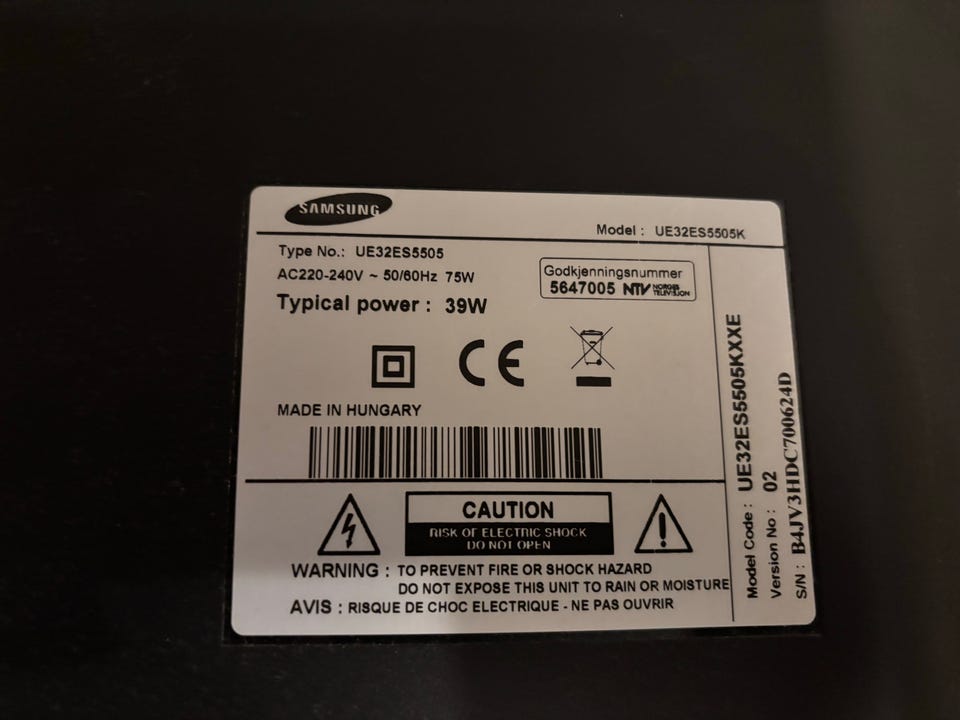 SAMSUNG
Model : UE32ES5505K
Type No.: UE32ES5505
AC220-240V ~ 50/60Hz 75W
Typical power : 39W
Godkjenningsnummer
5647005 NTV NORGES TELEVISJON
CE
MADE IN HUNGARY
CAUTION
RISK OF ELECTRIC SHOCK
DO NOT OPEN
WARNING : TO PREVENT FIRE OR SHOCK HAZARD
DO NOT EXPOSE THIS UNIT TO RAIN OR MOISTURE
AVIS : RISQUE DE CHOC ELECTRIQUE - NE PAS OUVRIR
Model Code : UE32ES5505KXXE
Version No : 02
S/N : B4JV3HDC700624D